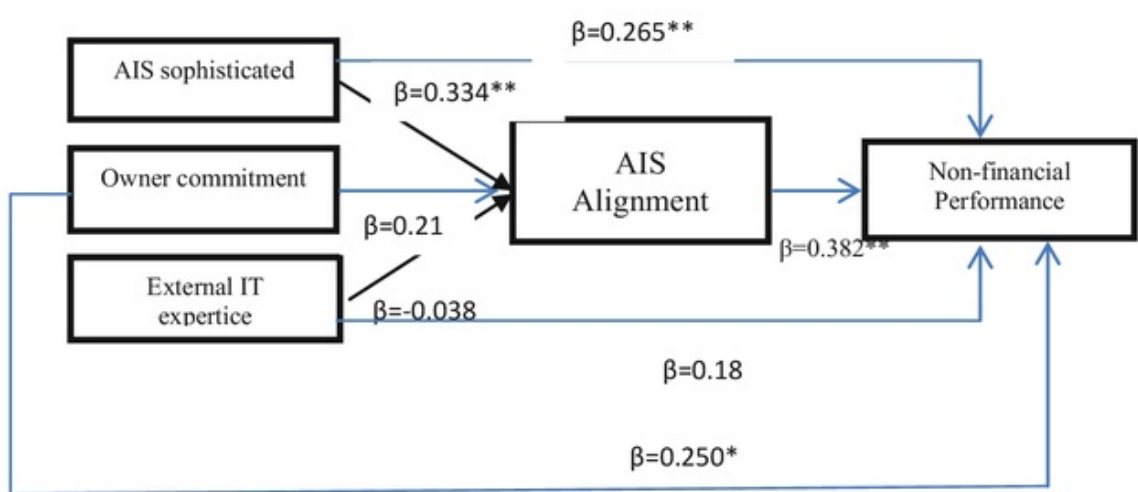 β=0.265**
AIS sophisticated
β=0.334**
Owner commitment
AIS
Alignment
Non-financial
Performance
β=0.21
β=0.382**
External IT
expertice
β=-0.038
β=0.18
β=0.250*